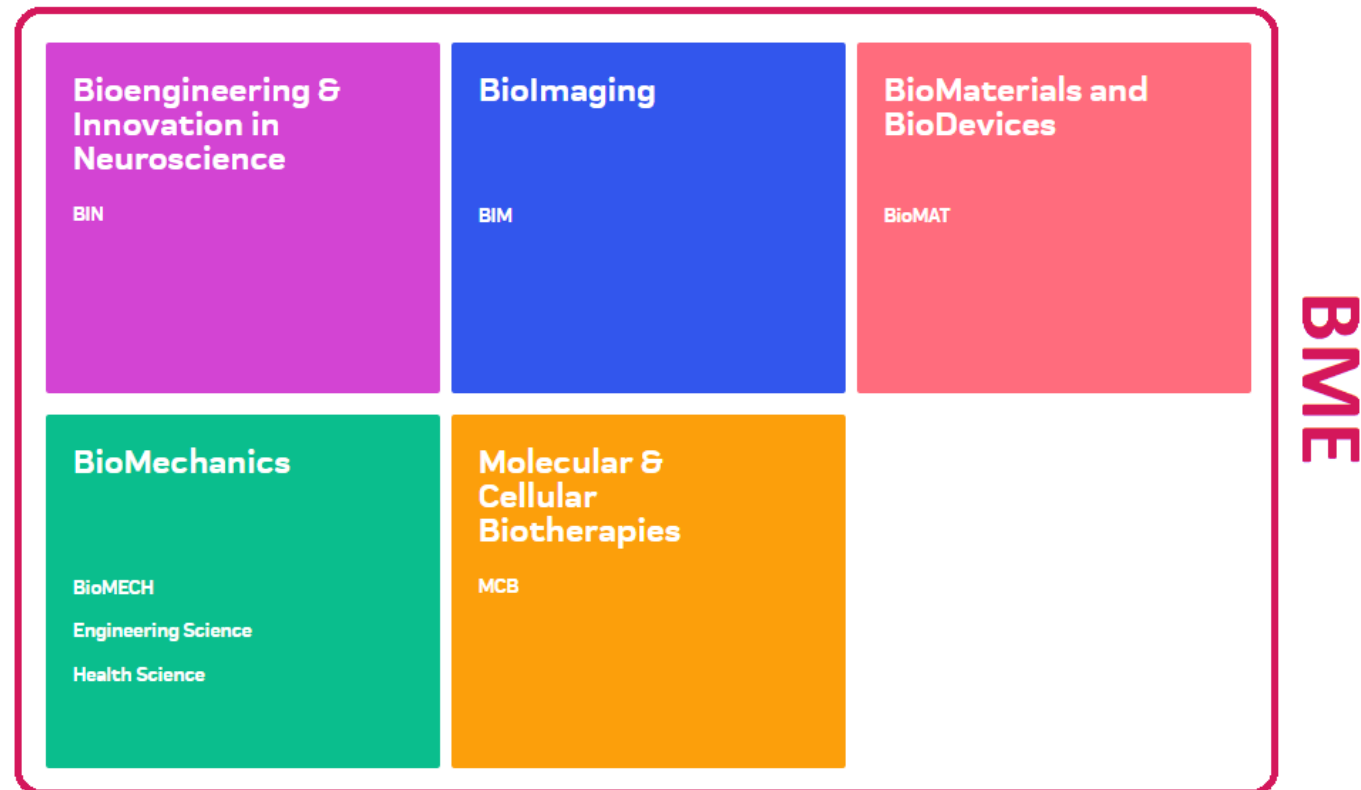 Bioengineering &
Innovation in
Neuroscience
BIN
BioImaging
BIM
BioMaterials and
BioDevices
BioMAT
BioMechanics
BioMECH
Engineering Science
Health Science
Molecular &
Cellular
Biotherapies
MCB
BME